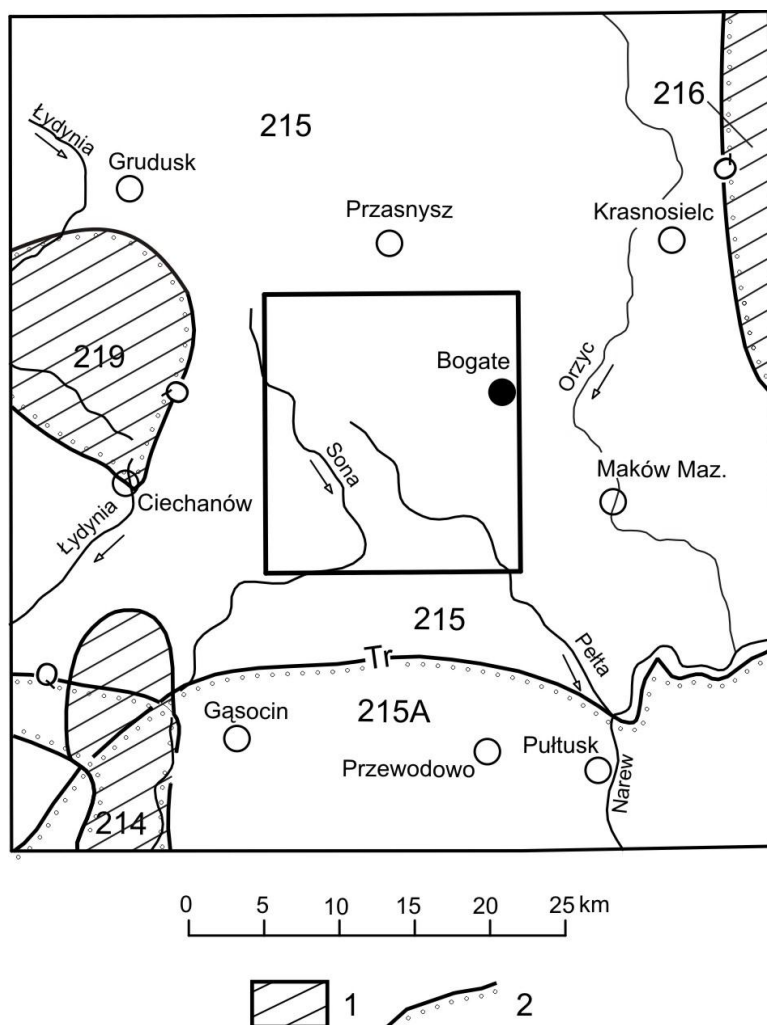 Łydynia
215
216
Grudusk
Przasnysz
Krasnosielc
Q
219
Bogate
Orzyc
Q
Sona
Maków Maz.
Ciechanów
Łydynia
215
Pełta
Q
Tr
215A
Gąsocin
Pułtusk
Przewodowo
Narew
214
0 5 10 15 20 25 km
1 2